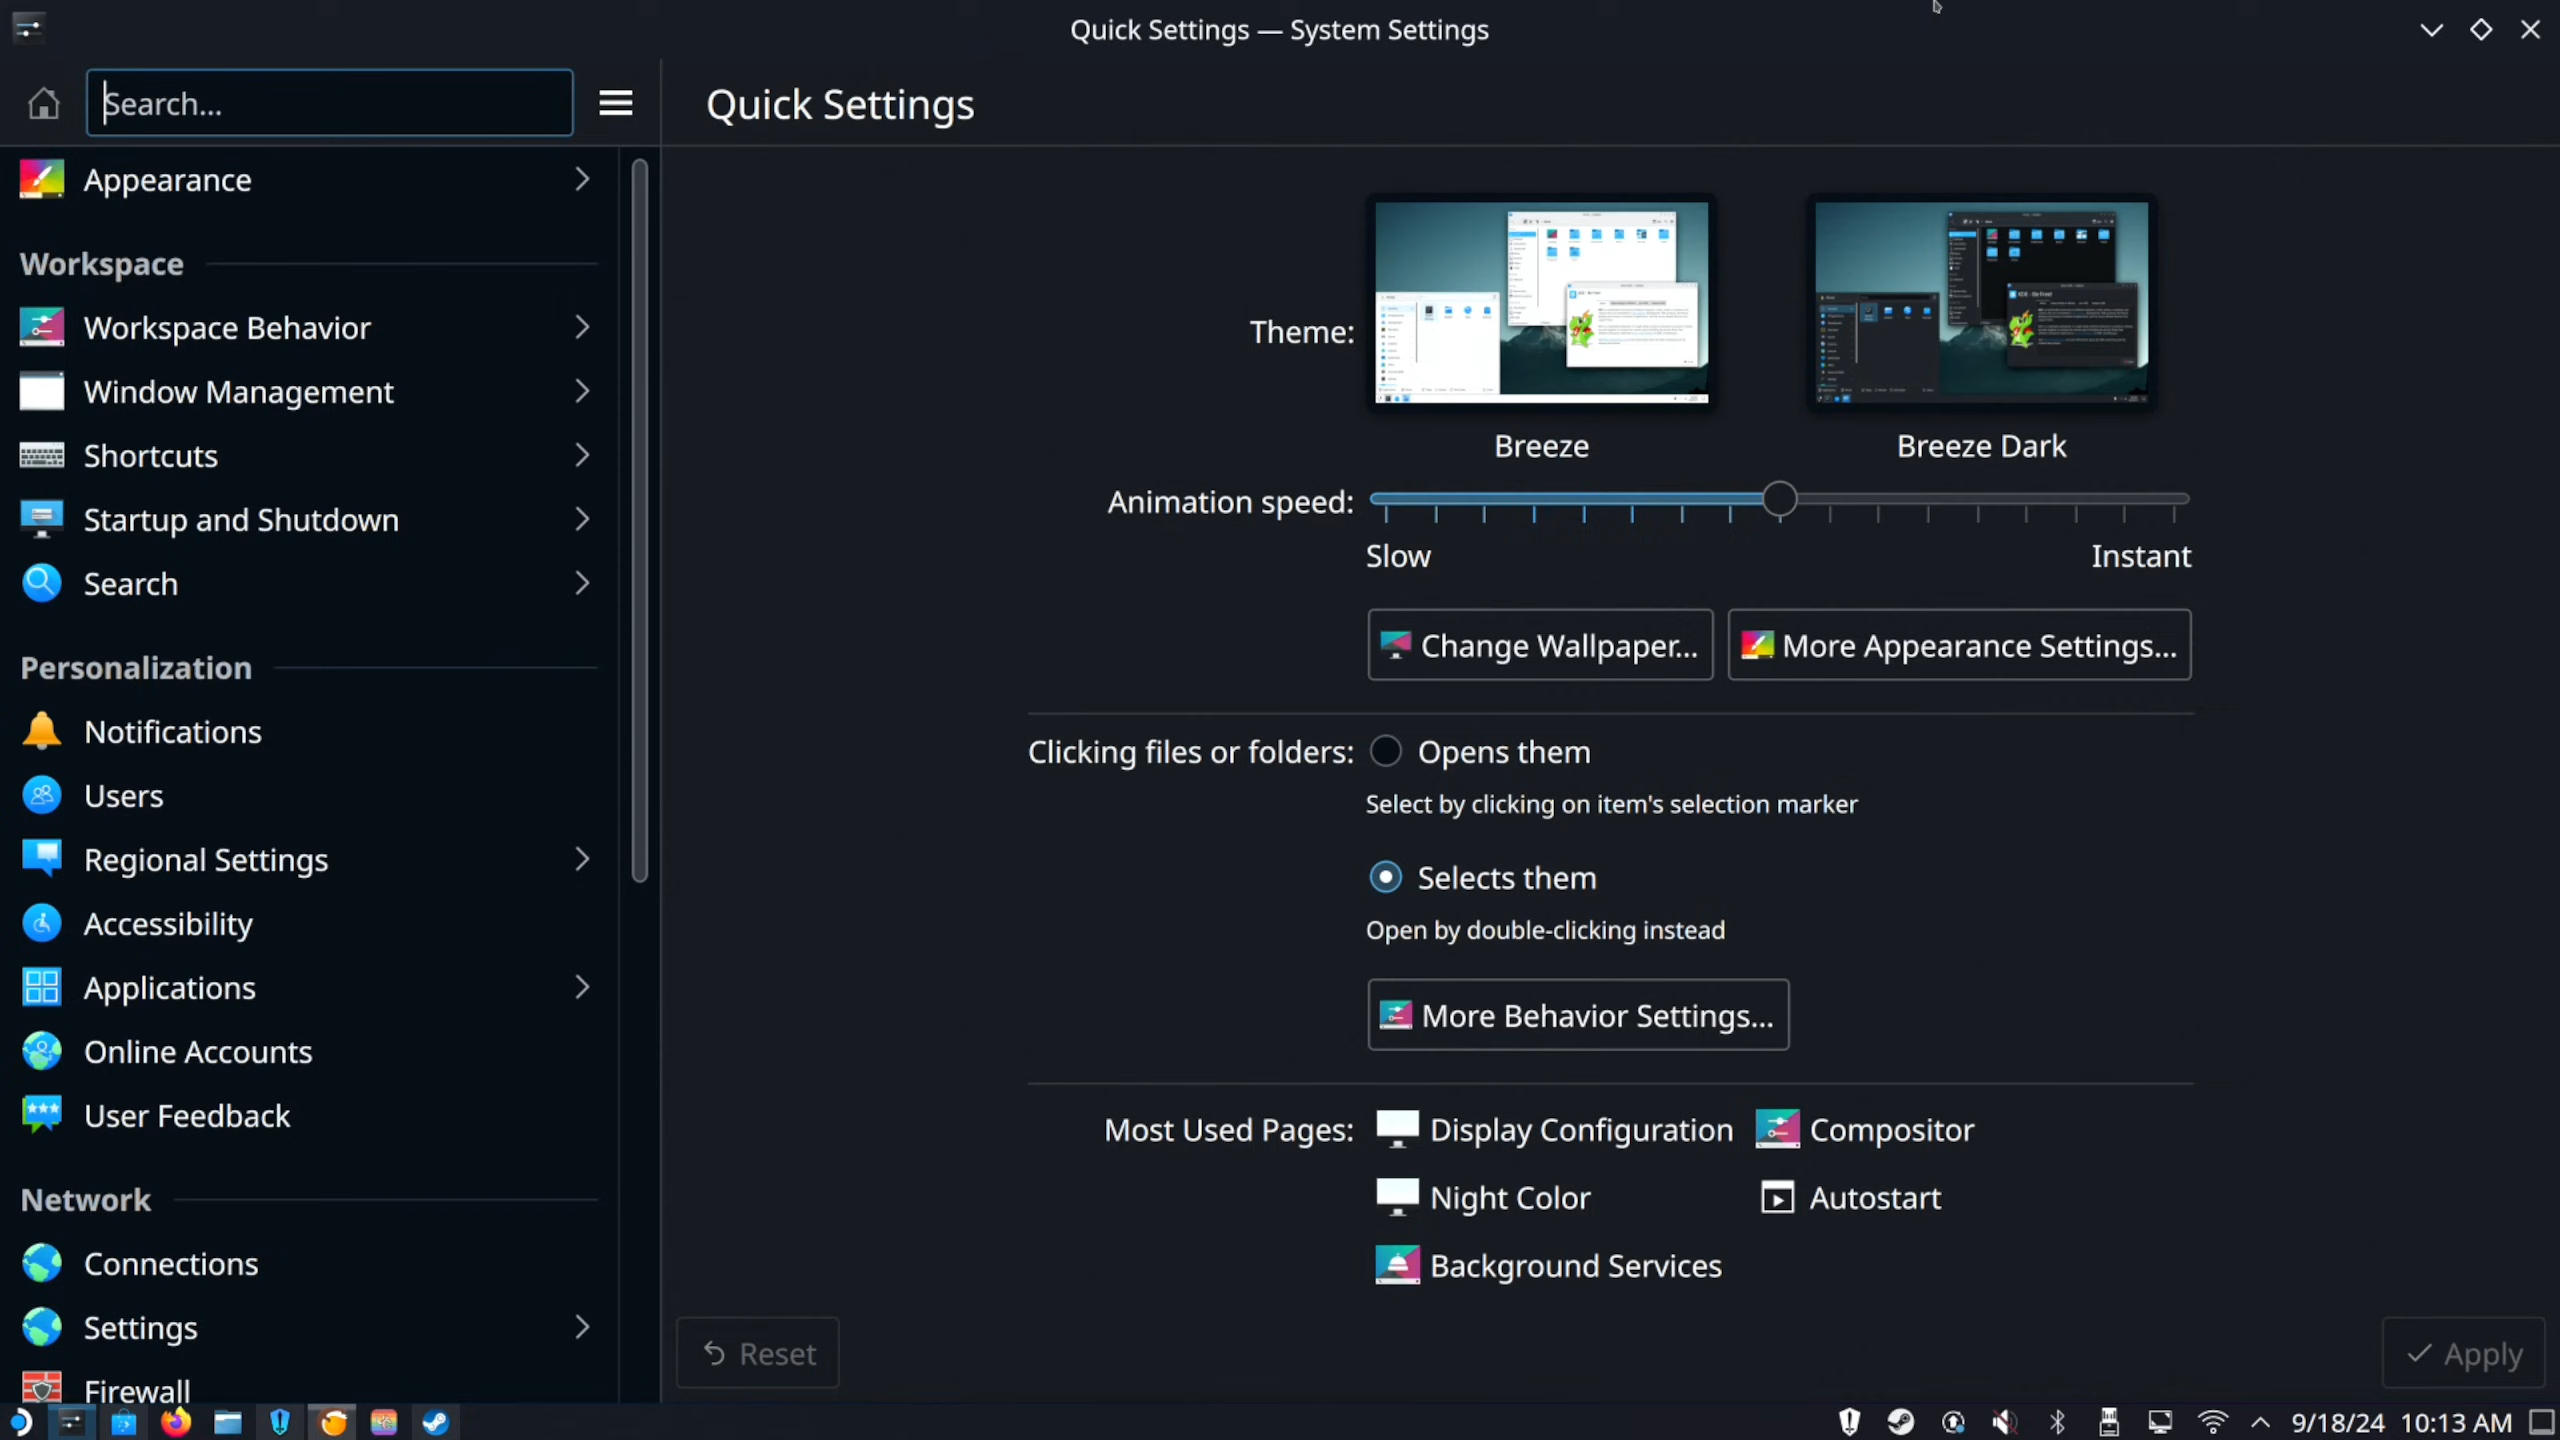 Quick Settings — System Settings
Search...
Quick Settings
Appearance
Workspace
Workspace Behavior
Window Management
Shortcuts
Startup and Shutdown
Search
Personalization
Notifications
Users
Regional Settings
Accessibility
Applications
Online Accounts
User Feedback
Network
Connections
Settings
Firewall
Theme:
Breeze
Breeze Dark
Animation speed:
Slow
Instant
Change Wallpaper...
More Appearance Settings...
Clicking files or folders:
Opens them
Select by clicking on item's selection marker
Selects them
Open by double-clicking instead
More Behavior Settings...
Most Used Pages:
Display Configuration
Compositor
Night Color
Autostart
Background Services
Reset
Apply
9/18/24 10:13 AM